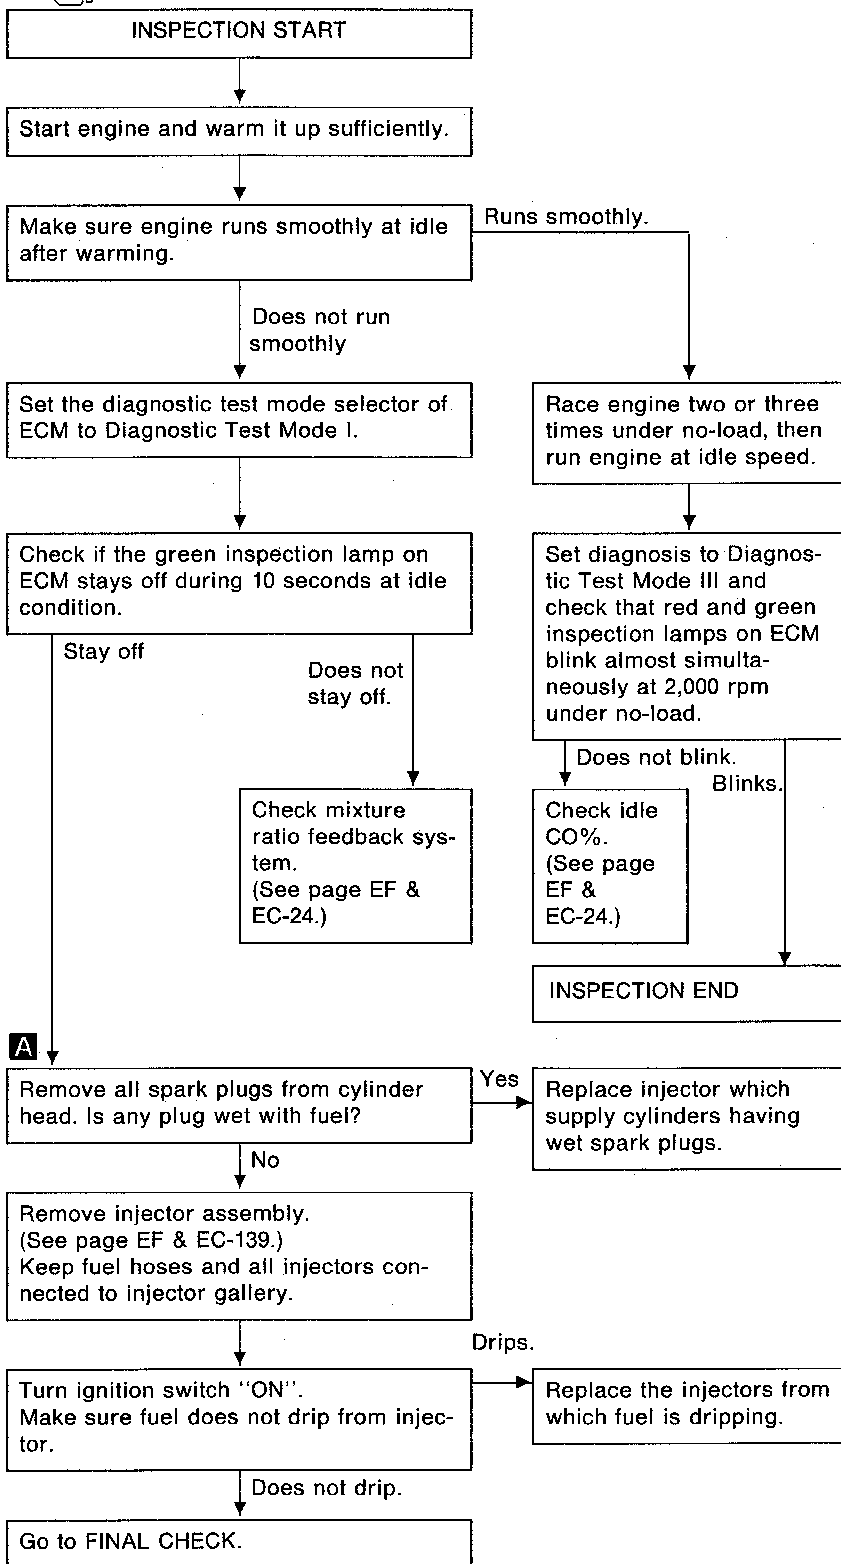 INSPECTION START
Start engine and warm it up sufficiently.
Make sure engine runs smoothly at idle
after warming.
Runs smoothly.
Does not run
smoothly
Set the diagnostic test mode selector of
ECM to Diagnostic Test Mode I.
Race engine two or three
times under no-load, then
run engine at idle speed.
Check if the green inspection lamp on
ECM stays off during 10 seconds at idle
condition.
Set diagnosis to Diagnos-
tic Test Mode III and
check that red and green
inspection lamps on ECM
blink almost simulta-
neously at 2,000 rpm
under no-load.
Stay off
Does not
stay off.
Does not blink.
Blinks.
Check mixture
ratio feedback sys-
tem.
(See page EF &
EC-24.)
Check idle
CO%.
(See page
EF &
EC-24.)
INSPECTION END
A
Remove all spark plugs from cylinder
head. Is any plug wet with fuel?
Yes
Replace injector which
supply cylinders having
wet spark plugs.
No
Remove injector assembly.
(See page EF & EC-139.)
Keep fuel hoses and all injectors con-
nected to injector gallery.
Drips.
Turn ignition switch "ON".
Make sure fuel does not drip from injec-
tor.
Replace the injectors from
which fuel is dripping.
Does not drip.
Go to FINAL CHECK.